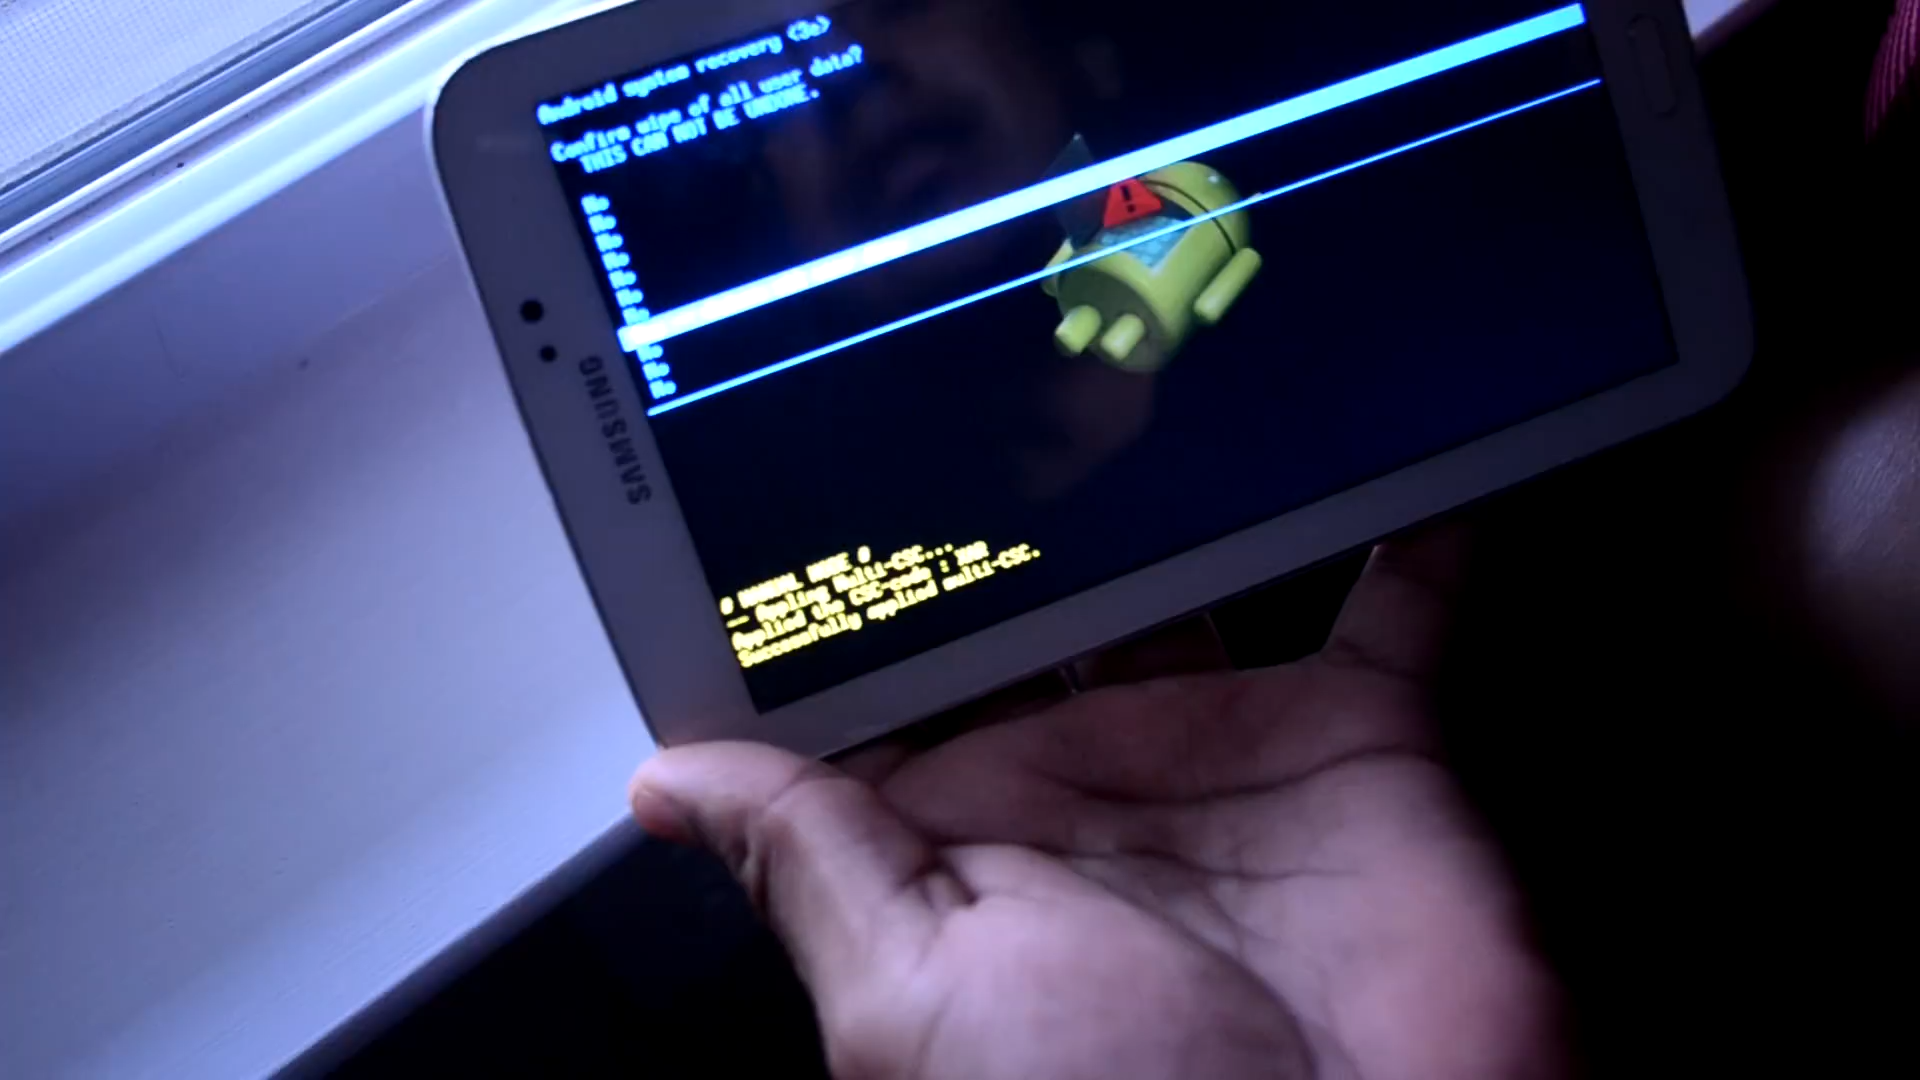 Android system recovery <3e>
Confirm wipe of all user data?
THIS CAN NOT BE UNDONE.
No
No
No
No
No
No
No
No
No
No
SAMSUNG
# MANUAL MODE #
-- Appling Multi-CSC...
Applied the CSC-code : XAR
Successfully applied multi-CSC.